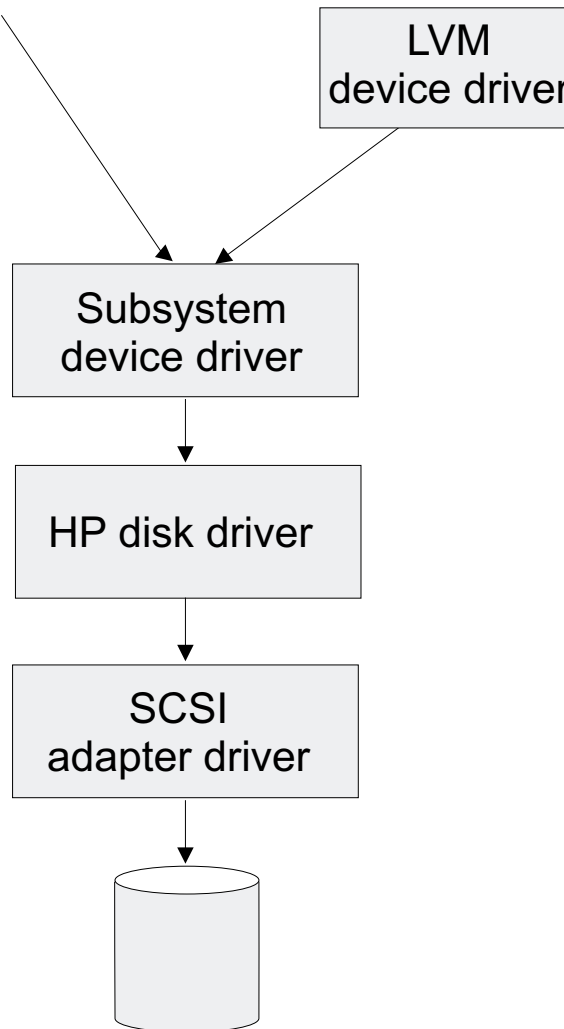 LVM
device driver
Subsystem
device driver
HP disk driver
SCSI
adapter driver